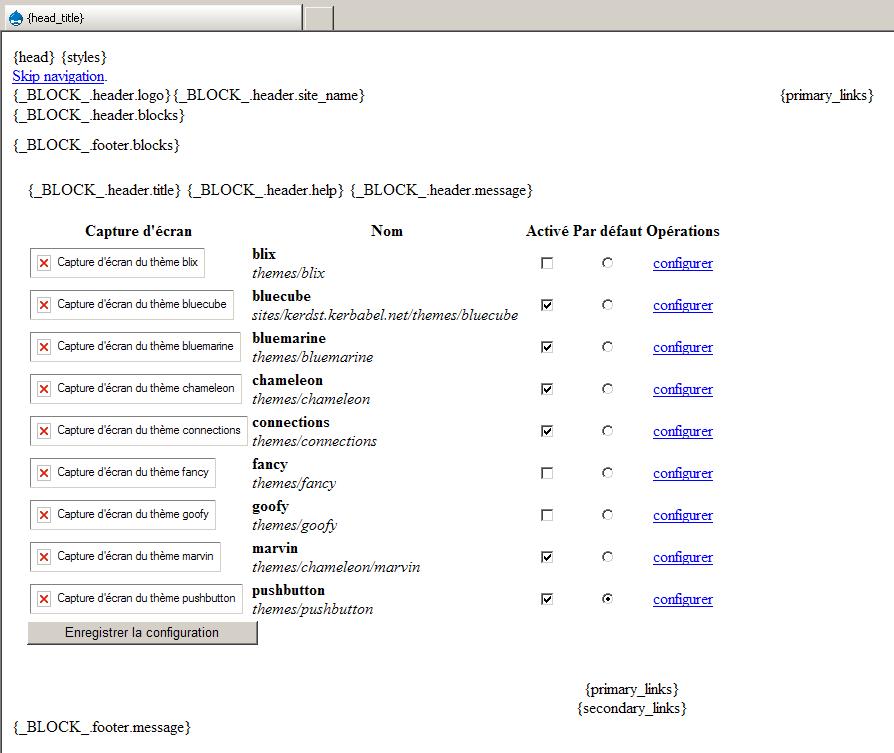 {head_title}
{head} {styles}
Skip navigation.
{_BLOCK_.header.logo} {_BLOCK_.header.site_name} {primary_links}
{_BLOCK_.header.blocks}
{_BLOCK_.footer.blocks}
{_BLOCK_.header.title} {_BLOCK_.header.help} {_BLOCK_.header.message}
Capture d'écran Nom Activé Par défaut Opérations
Capture d'écran du thème blix
blix
themes/blix
configurer
Capture d'écran du thème bluecube
bluecube
sites/kerdst.kerbabel.net/themes/bluecube
configurer
Capture d'écran du thème bluemarine
bluemarine
themes/bluemarine
configurer
Capture d'écran du thème chameleon
chameleon
themes/chameleon
configurer
Capture d'écran du thème connections
connections
themes/connections
configurer
Capture d'écran du thème fancy
fancy
themes/fancy
configurer
Capture d'écran du thème goofy
goofy
themes/goofy
configurer
Capture d'écran du thème marvin
marvin
themes/chameleon/marvin
configurer
Capture d'écran du thème pushbutton
pushbutton
themes/pushbutton
configurer
Enregistrer la configuration
{primary_links}
{secondary_links}
{_BLOCK_.footer.message}